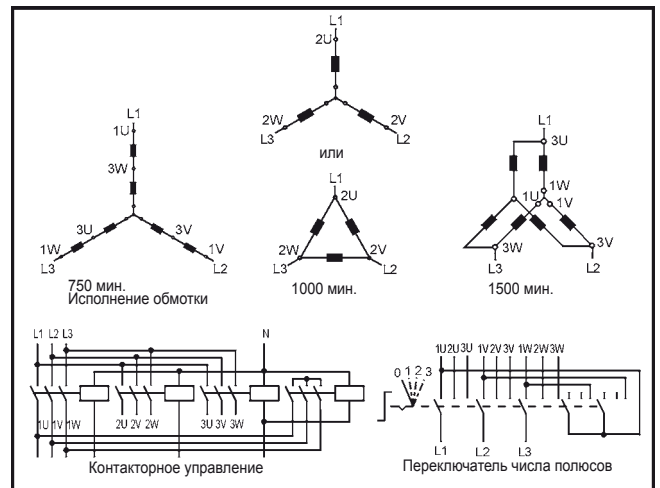 L1
2U
2W
2V
L3
L2
или
L1
1U
3W
3U
3V
1W
1V
L3
L2
750 мин.
Исполнение обмотки
L1
2U
2W
2V
L3
L2
1000 мин.
L1
3U
1W
1U
1V
3W
3V
L3
L2
1500 мин.
L1 L2 L3
N
1U 1V 1W
2U 2V 2W
3U 3V 3W
Контакторное управление
1U 2U 3U 1V 2V 3V 1W 2W 3W
0 1 2 3
L1
L2
L3
Переключатель числа полюсов